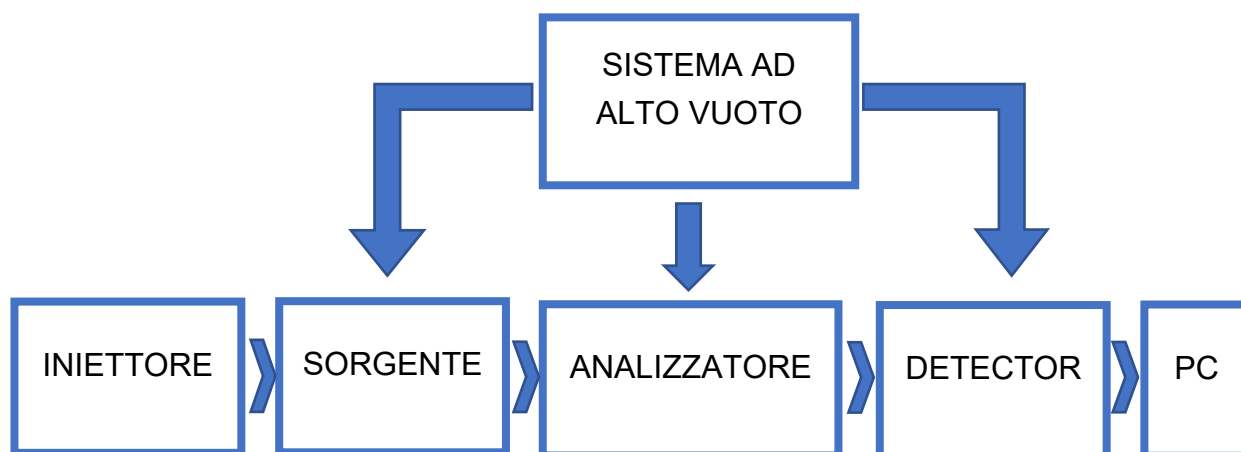 SISTEMA AD
ALTO VUOTO
INIETTORE
SORGENTE
ANALIZZATORE
DETECTOR
PC